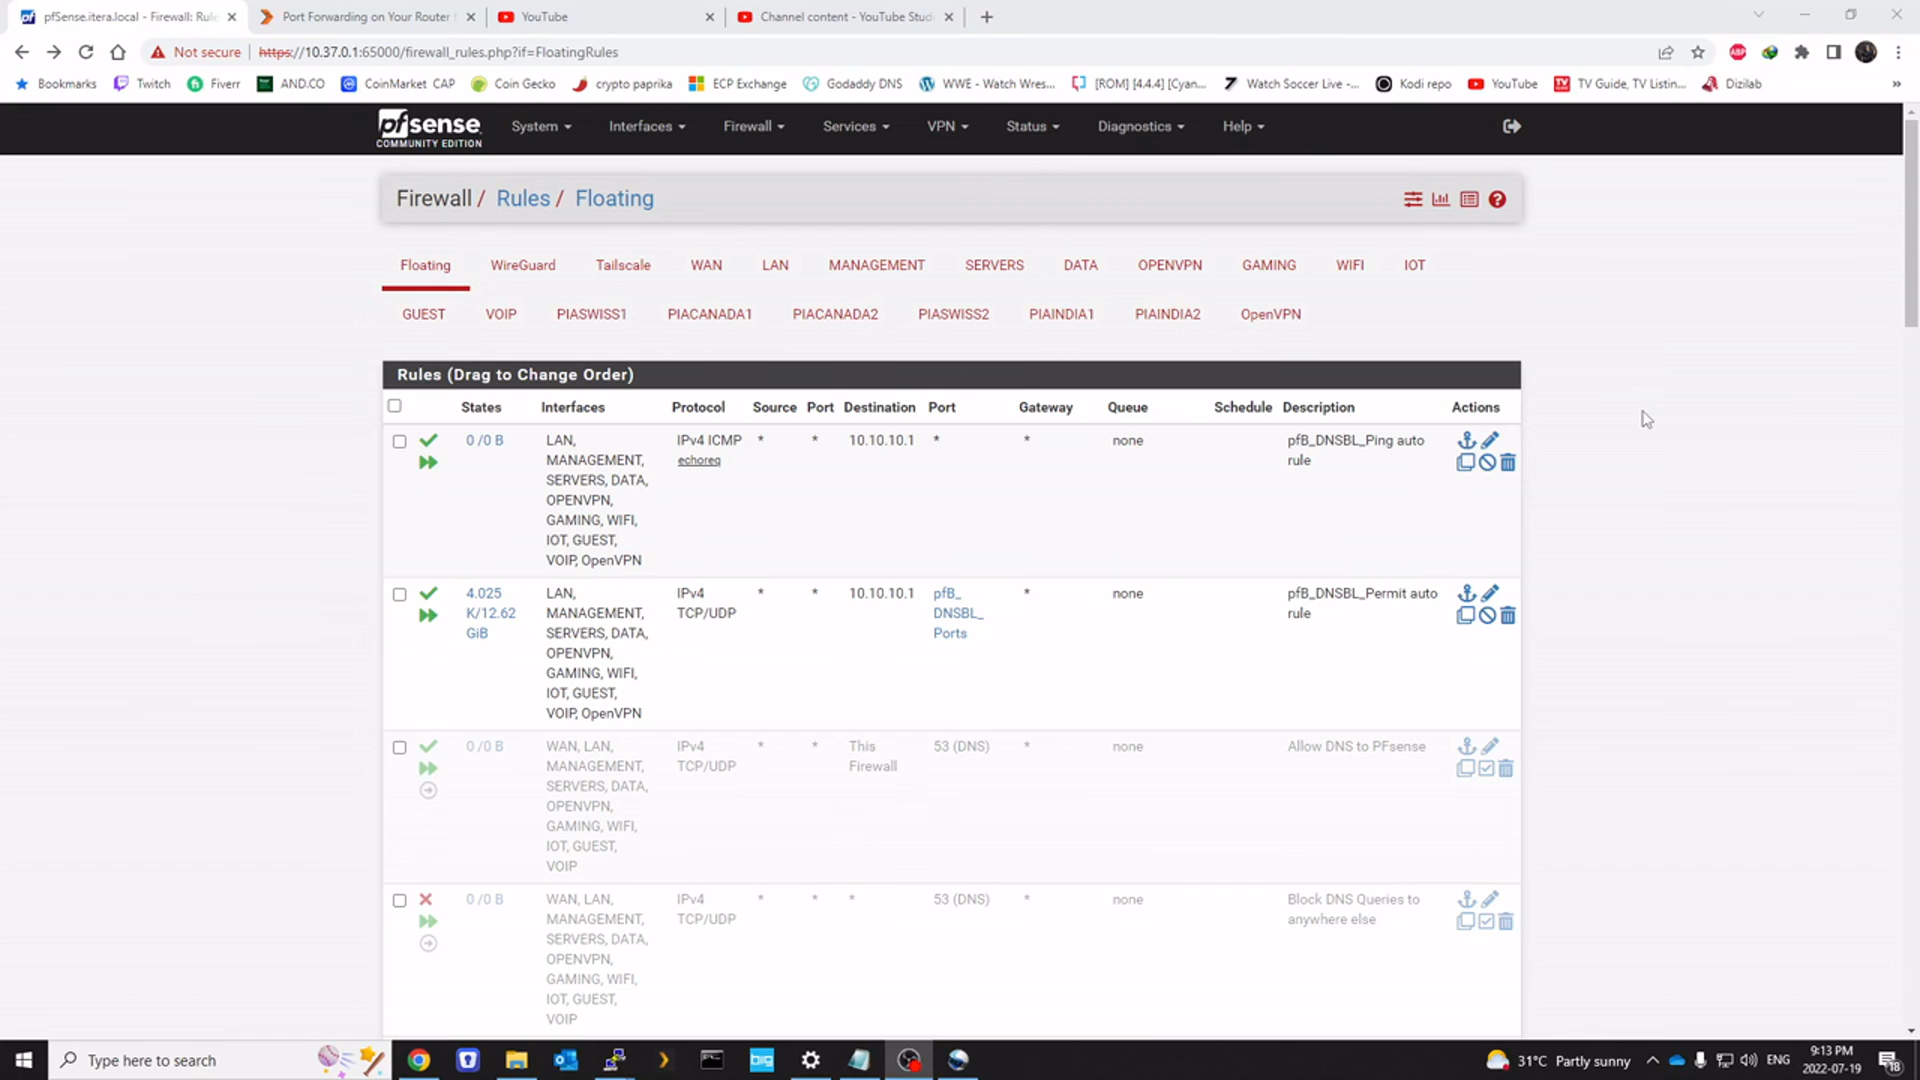 pfSense.itera.local - Firewall: Rule
Port Forwarding on Your Router
YouTube
Channel content - YouTube Studi
Not secure
https://10.37.0.1:65000/firewall_rules.php?if=FloatingRules
ABP
Bookmarks
Twitch
Fiverr
AND.CO
CoinMarket CAP
Coin Gecko
crypto paprika
ECP Exchange
Godaddy DNS
WWE - Watch Wres...
[ROM] [4.4.4] [Cyan...
Watch Soccer Live -...
Kodi repo
YouTube
TV Guide, TV Listin...
Dizilab
»
pfsense
COMMUNITY EDITION
System
Interfaces
Firewall
Services
VPN
Status
Diagnostics
Help
Firewall / Rules / Floating
Floating WireGuard Tailscale WAN LAN MANAGEMENT SERVERS DATA OPENVPN GAMING WIFI IOT
GUEST VOIP PIASWISS1 PIACANADA1 PIACANADA2 PIASWISS2 PIAINDIA1 PIAINDIA2 OpenVPN
Rules (Drag to Change Order)
States Interfaces Protocol Source Port Destination Port Gateway Queue Schedule Description Actions
0 /0 B LAN, IPv4 ICMP * * 10.10.10.1 * * none pfB_DNSBL_Ping auto
MANAGEMENT, echoreq rule
SERVERS, DATA,
OPENVPN,
GAMING, WIFI,
IOT, GUEST,
VOIP, OpenVPN
4.025 LAN, IPv4 * * 10.10.10.1 pfB_ * none pfB_DNSBL_Permit auto
K/12.62 MANAGEMENT, TCP/UDP DNSBL_ rule
GiB SERVERS, DATA, Ports
OPENVPN,
GAMING, WIFI,
IOT, GUEST,
VOIP, OpenVPN
0 /0 B WAN, LAN, IPv4 * * This 53 (DNS) * none Allow DNS to PFsense
MANAGEMENT, TCP/UDP Firewall
SERVERS, DATA,
OPENVPN,
GAMING, WIFI,
IOT, GUEST,
VOIP
0 /0 B WAN, LAN, IPv4 * * * 53 (DNS) * none Block DNS Queries to
MANAGEMENT, TCP/UDP anywhere else
SERVERS, DATA,
OPENVPN,
GAMING, WIFI,
IOT, GUEST,
VOIP
Type here to search
31°C Partly sunny
ENG
9:13 PM
2022-07-19
18